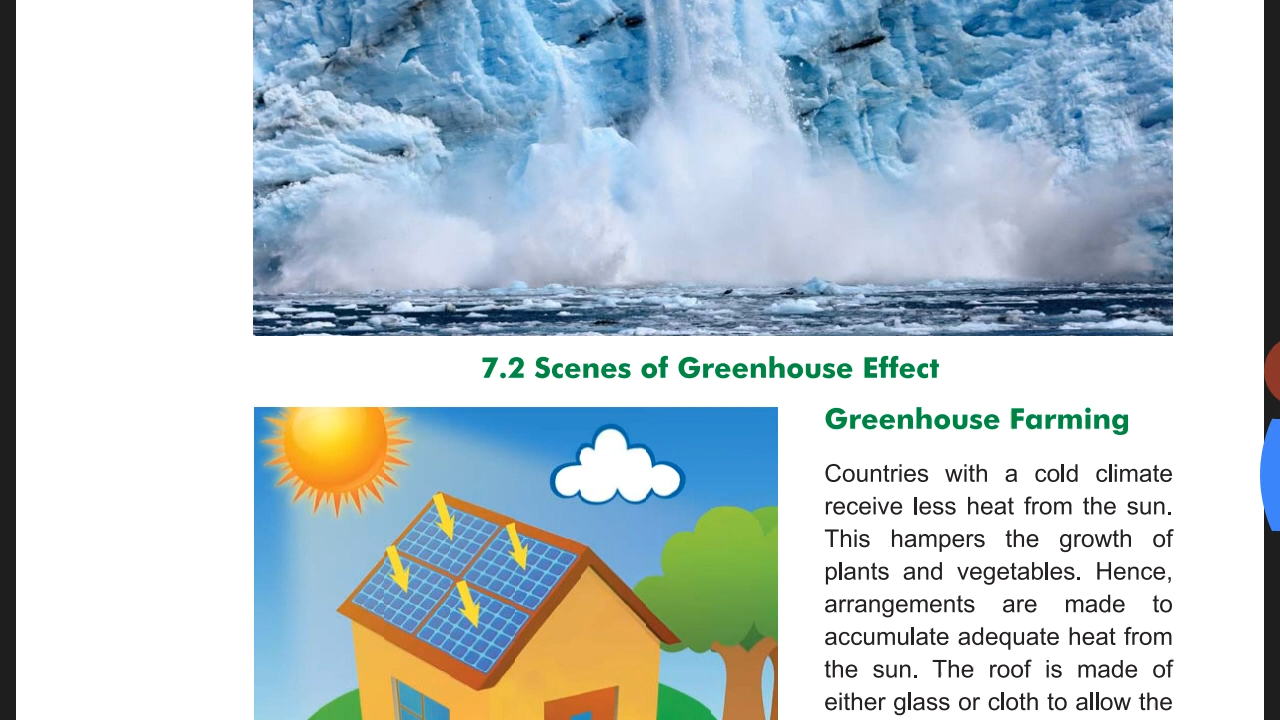 7.2 Scenes of Greenhouse Effect
Greenhouse Farming
Countries with a cold climate
receive less heat from the sun.
This hampers the growth of
plants and vegetables. Hence,
arrangements are made to
accumulate adequate heat from
the sun. The roof is made of
either glass or cloth to allow the